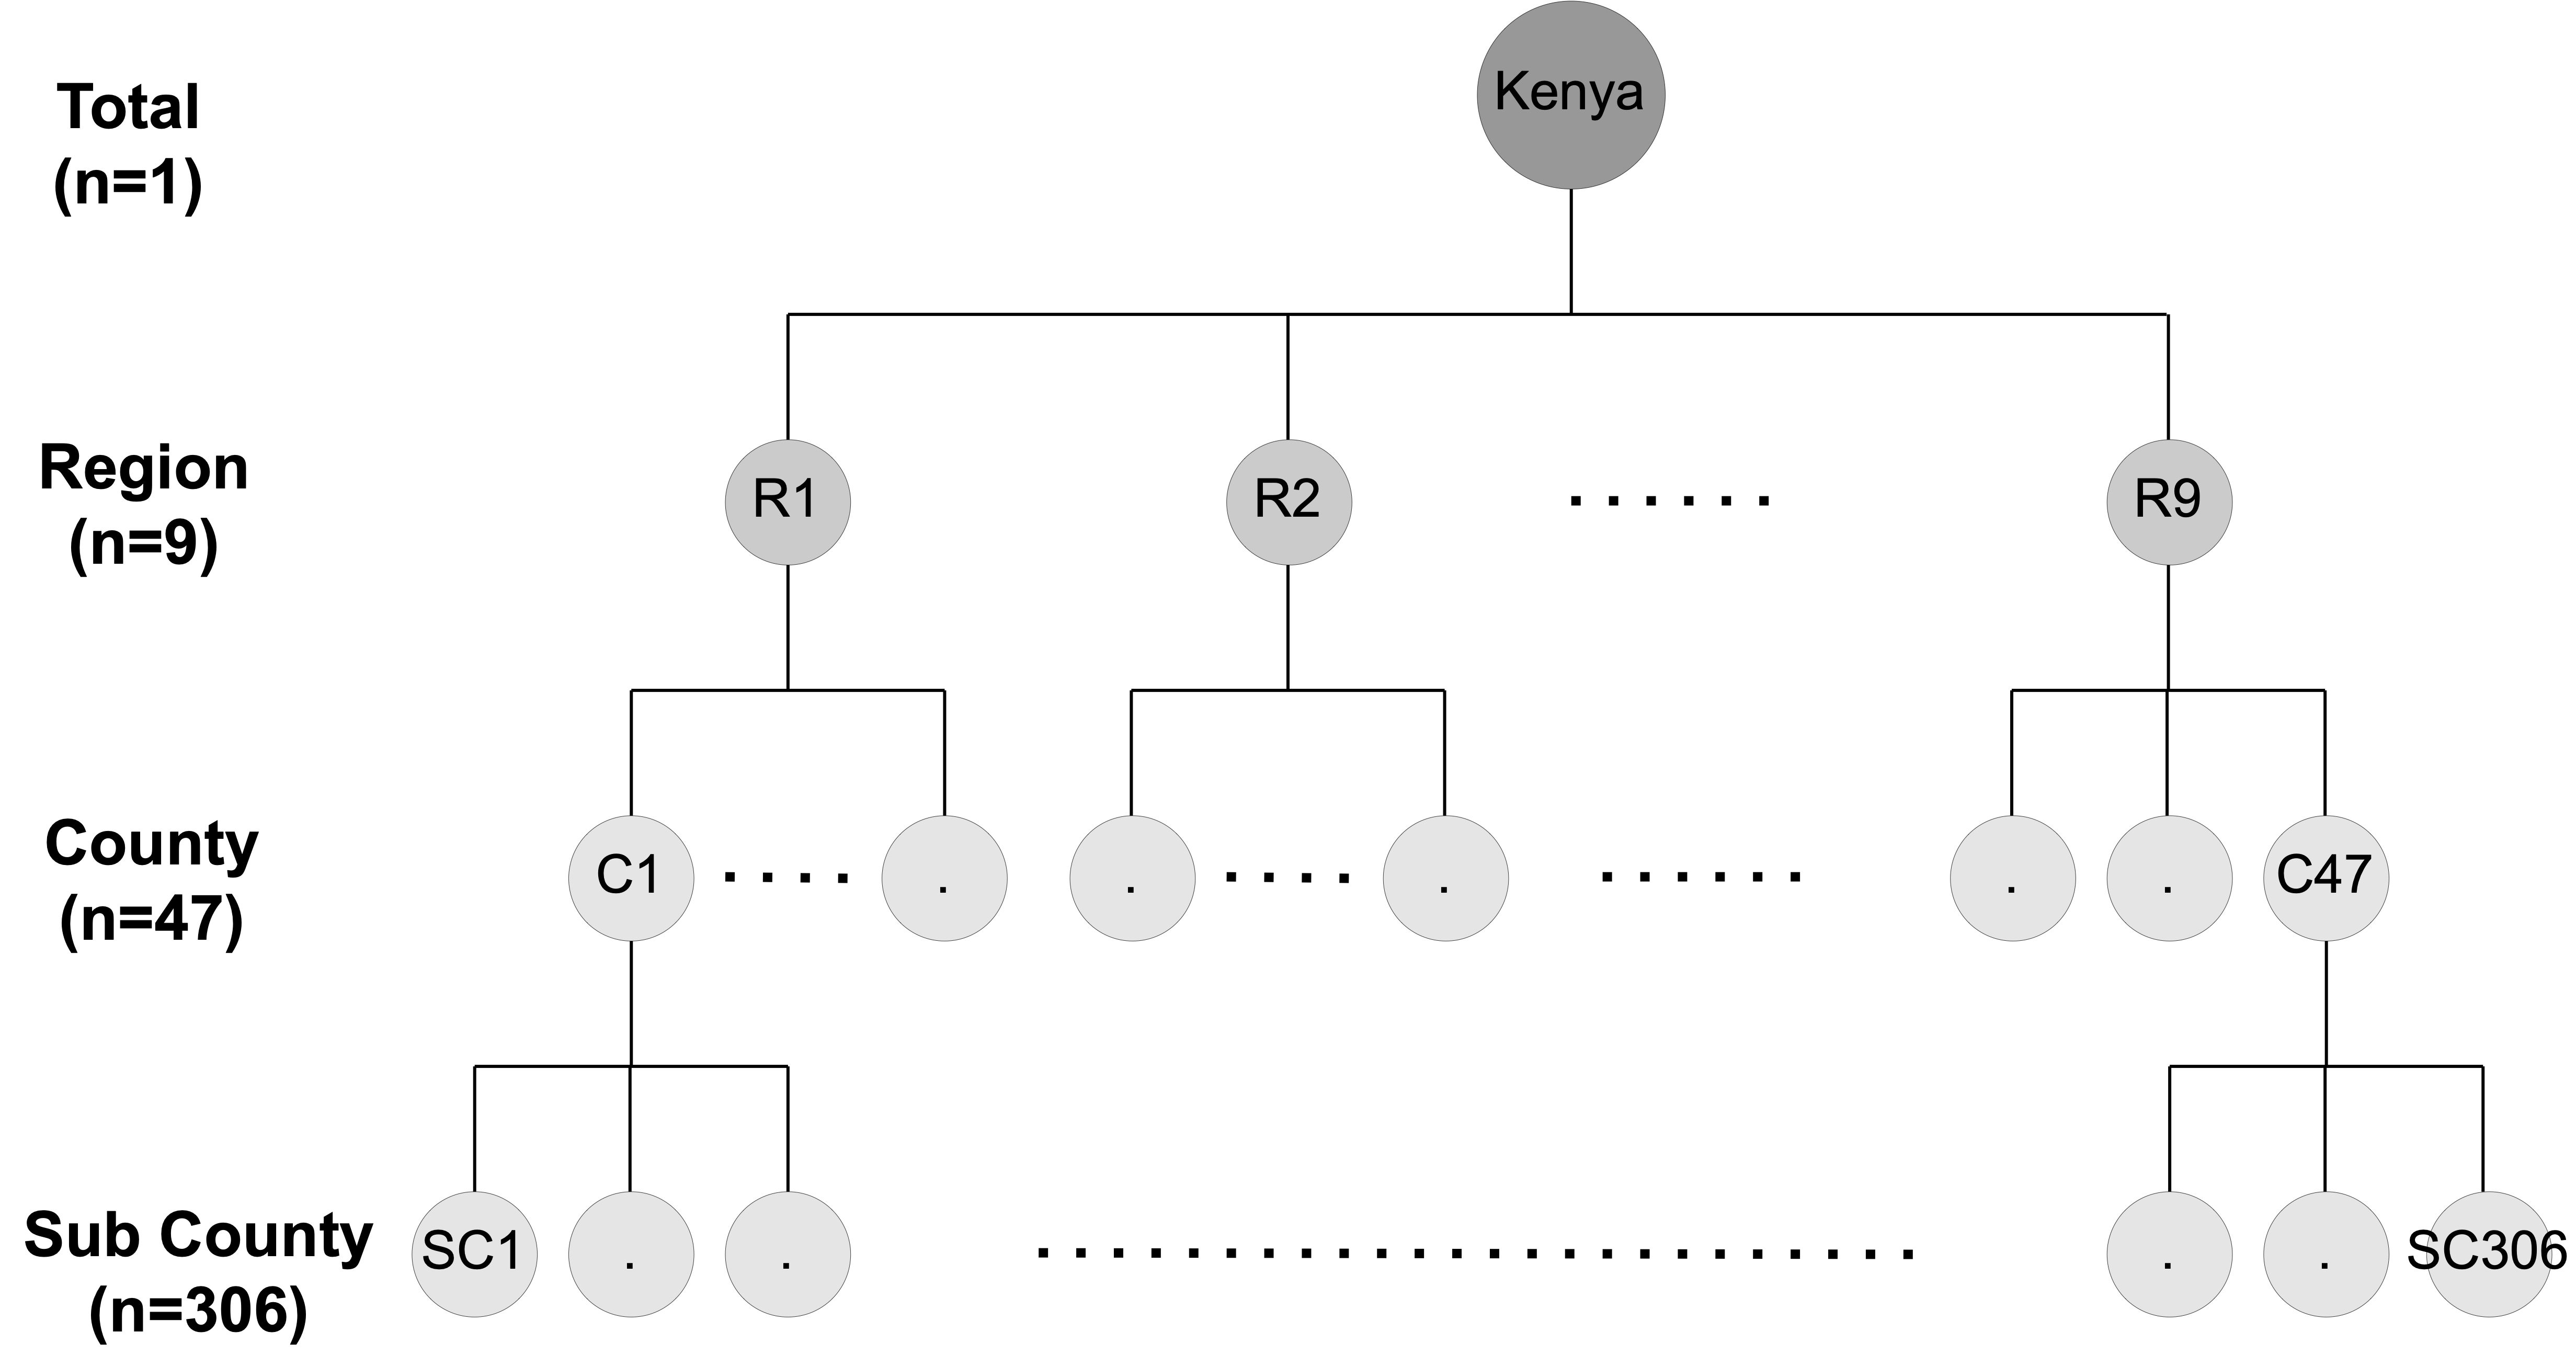 Total
(n=1)
Kenya
Region
(n=9)
R1
R2
. . . . . .
R9
County
(n=47)
C1
. . . .
.
.
. . . .
.
. . . . . .
.
.
C47
Sub County
(n=306)
SC1
.
.
. . . . . . . . . . . . . . . . . . . . . . . .
.
.
SC306